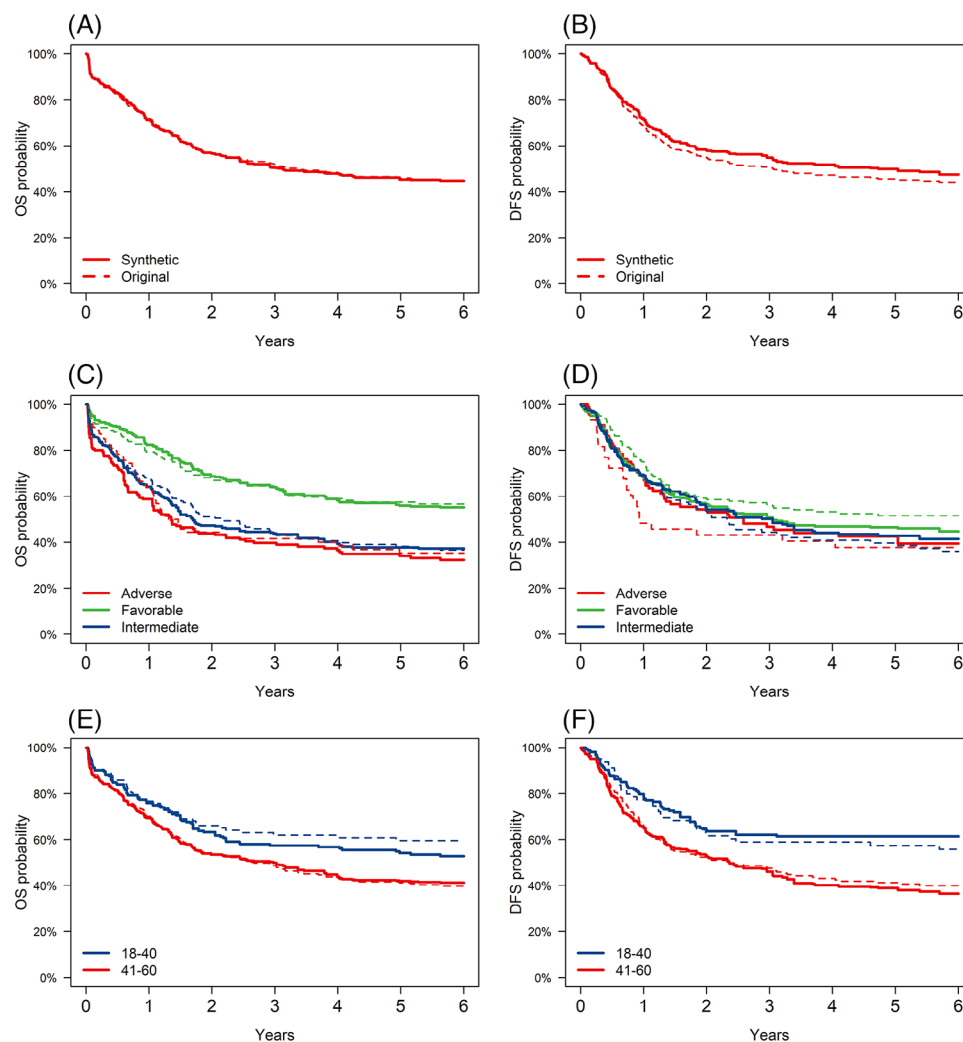 (A)
100%
80%
60%
40%
20%
0%
OS probability
Synthetic
Original
0 1 2 3 4 5 6
Years
(B)
100%
80%
60%
40%
20%
0%
DFS probability
Synthetic
Original
0 1 2 3 4 5 6
Years
(C)
100%
80%
60%
40%
20%
0%
OS probability
Adverse
Favorable
Intermediate
0 1 2 3 4 5 6
Years
(D)
100%
80%
60%
40%
20%
0%
DFS probability
Adverse
Favorable
Intermediate
0 1 2 3 4 5 6
Years
(E)
100%
80%
60%
40%
20%
0%
OS probability
18-40
41-60
0 1 2 3 4 5 6
Years
(F)
100%
80%
60%
40%
20%
0%
DFS probability
18-40
41-60
0 1 2 3 4 5 6
Years